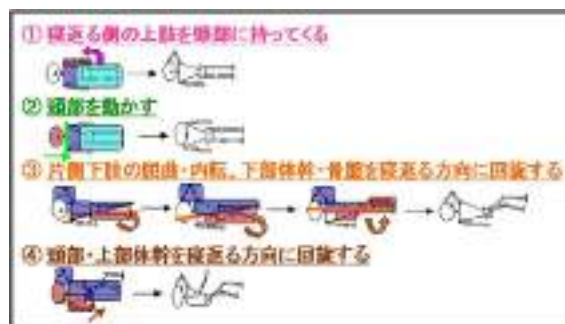 ① 寝返る側の上肢を頭部に持ってくる
② 頭部を動かす
③ 片側下肢の屈曲・内転、下部体幹・骨盤を寝返る方向に回旋する
④ 頭部・上部体幹を寝返る方向に回旋する